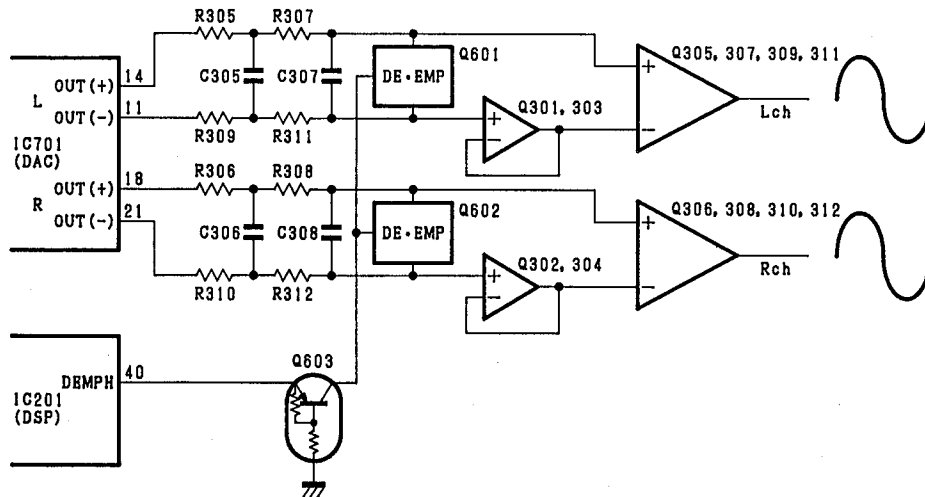 R305 R307
Q601
Q305, 307, 309, 311
14
OUT(+)
C305 C307 DE・EMP
+
L
11
OUT(-)
Q301, 303
+
−
−
Lch
IC701
(DAC)
R309 R311
R306 R308
18
OUT(+)
Q602
Q306, 308, 310, 312
R
21
OUT(-)
C306 C308 DE・EMP
+
Q302, 304
+
−
−
Rch
R310 R312
Q603
40
DEMPH
IC201
(DSP)